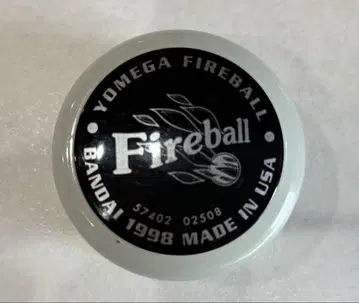 YOMEGA FIREBALL
Fireball
57402 02508
BANDAI 1998 MADE IN USA